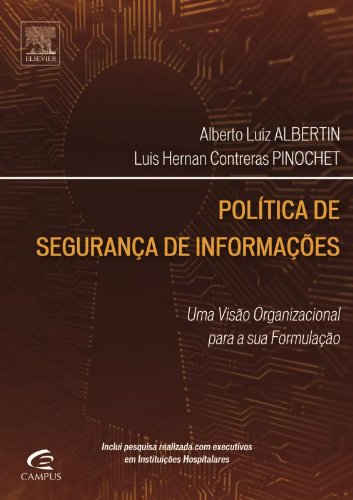 ELSEVIER
Alberto Luiz ALBERTIN
Luis Hernan Contreras PINOCHET
POLÍTICA DE
SEGURANÇA DE INFORMAÇÕES
Uma Visão Organizacional
para a sua Formulação
Inclui pesquisa realizada com executivos
em Instituições Hospitalares
CAMPUS